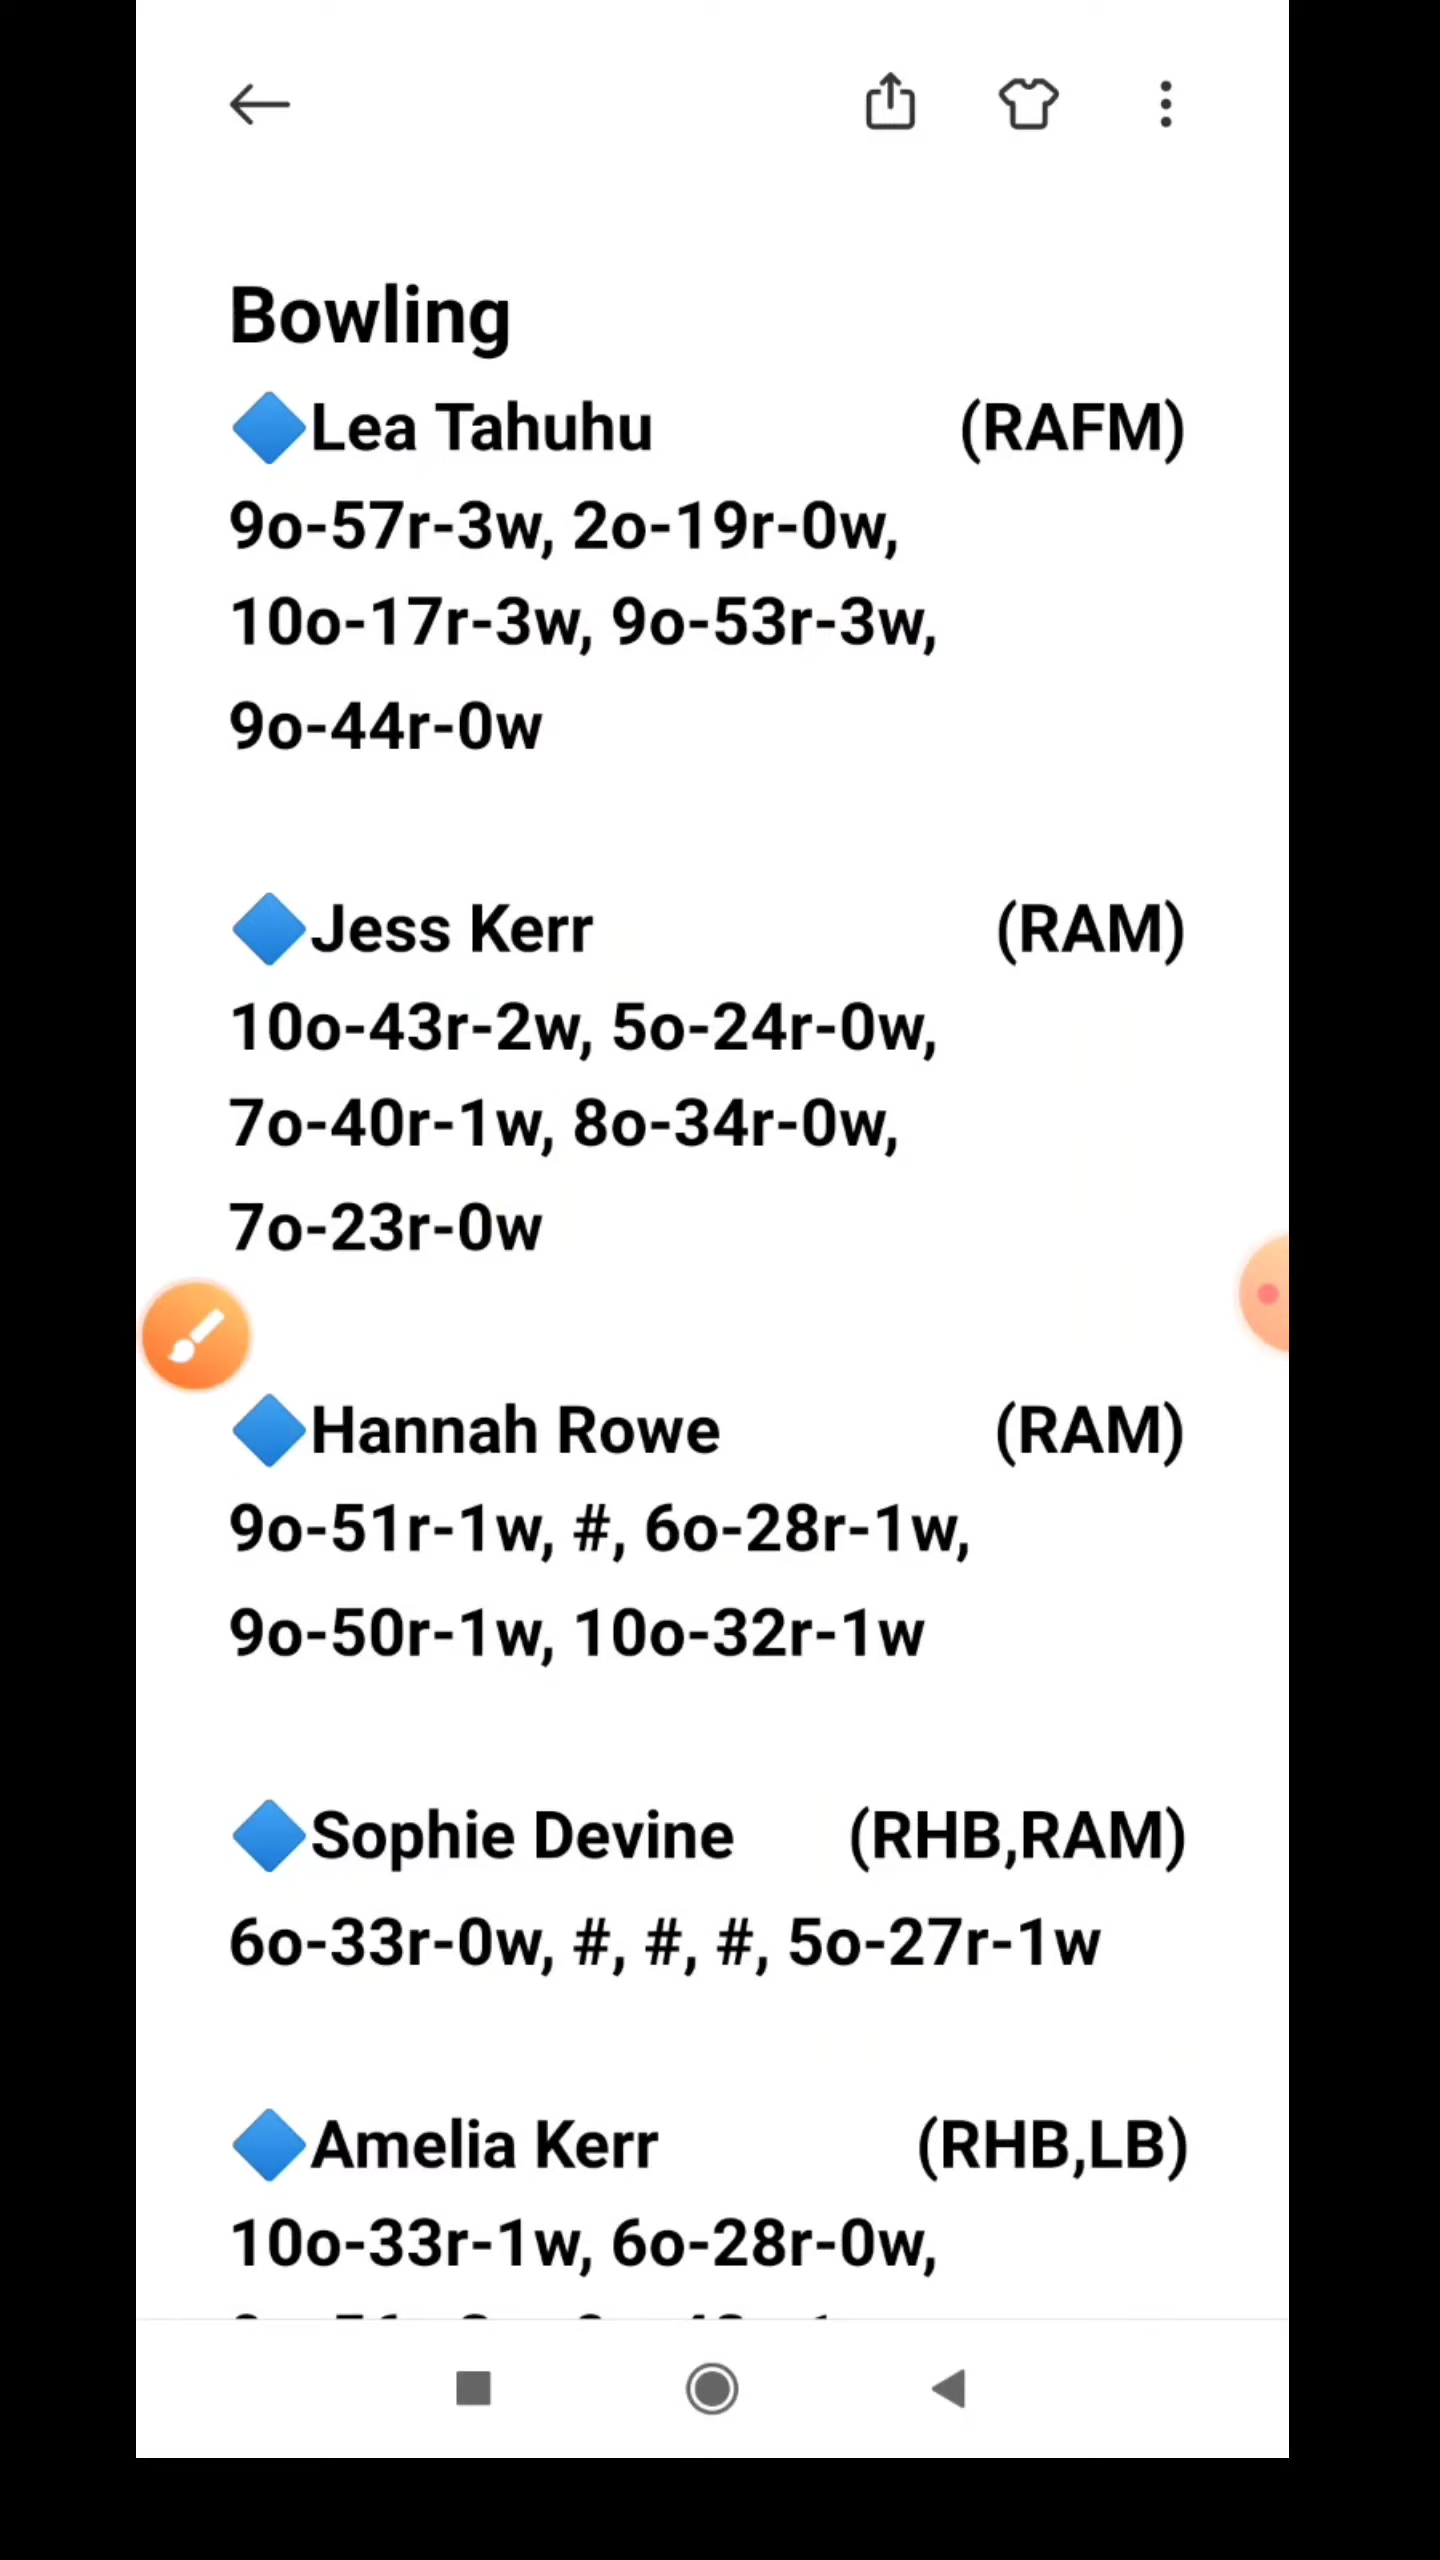 Bowling
🔷Lea Tahuhu (RAFM)
9o-57r-3w, 2o-19r-0w,
10o-17r-3w, 9o-53r-3w,
9o-44r-0w
🔷Jess Kerr (RAM)
10o-43r-2w, 5o-24r-0w,
7o-40r-1w, 8o-34r-0w,
7o-23r-0w
🔷Hannah Rowe (RAM)
9o-51r-1w, #, 6o-28r-1w,
9o-50r-1w, 10o-32r-1w
🔷Sophie Devine (RHB,RAM)
6o-33r-0w, #, #, #, 5o-27r-1w
🔷Amelia Kerr (RHB,LB)
10o-33r-1w, 6o-28r-0w,